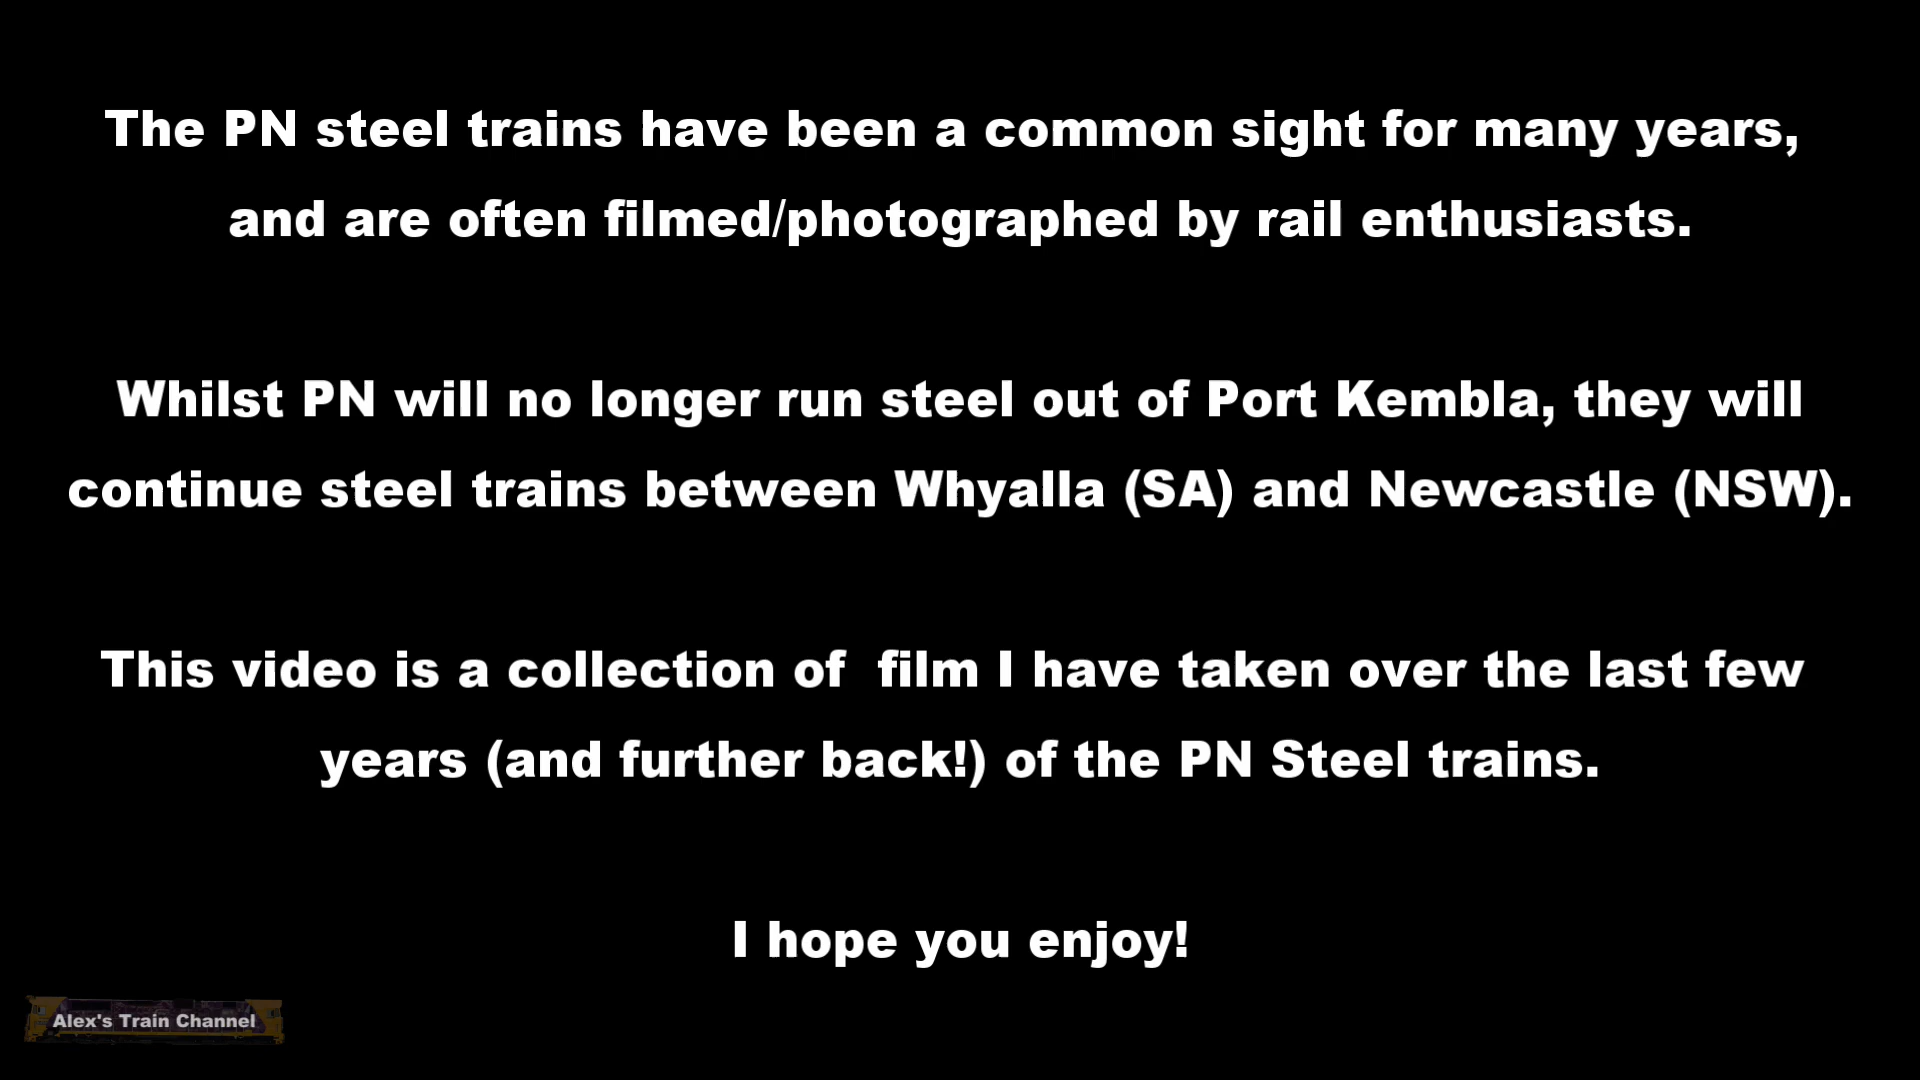 The PN steel trains have been a common sight for many years,
and are often filmed/photographed by rail enthusiasts.
Whilst PN will no longer run steel out of Port Kembla, they will
continue steel trains between Whyalla (SA) and Newcastle (NSW).
This video is a collection of  film I have taken over the last few
years (and further back!) of the PN Steel trains.
I hope you enjoy!
Alex's Train Channel